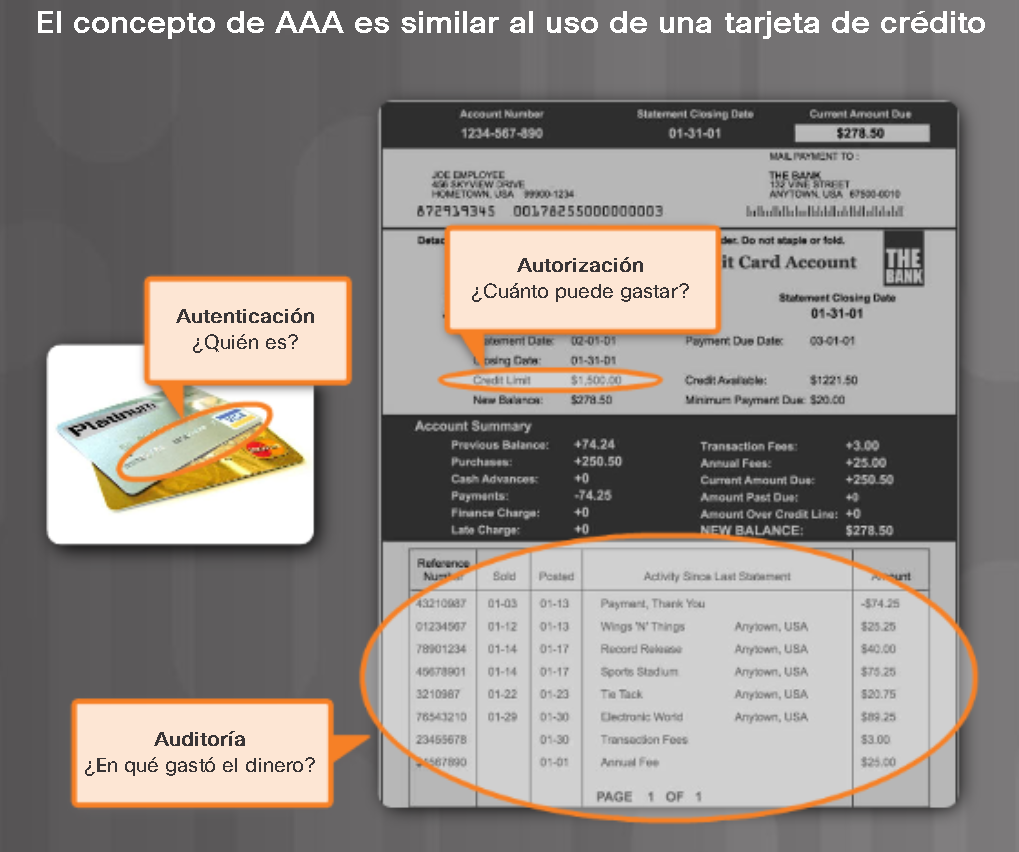 El concepto de AAA es similar al uso de una tarjeta de crédito
Account Number Statement Closing Date Current Amount Due
1234-567-890 01-31-01 $278.50
MAIL PAYMENT TO :
JOE EMPLOYEE THE BANK
456 SKYVIEW DRIVE 132 VINE STREET
HOMETOWN, USA 99900-1234 ANYTOWN, USA 67500-0010
872919345 00178255000000003
Detac der. Do not staple or fold.
it Card Account THE
BANK
Autorización
¿Cuánto puede gastar?
Statement Closing Date
01-31-01
Autenticación
¿Quién es?
atement Date: 02-01-01 Payment Due Date: 03-01-01
osing Date: 01-31-01
Credit Limit $1,500.00 Credit Available: $1221.50
New Balance: $278.50 Minimum Payment Due: $20.00
Platinum
Account Summary
Previous Balance: +74.24 Transaction Fees: +3.00
Purchases: +250.50 Annual Fees: +25.00
Cash Advances: +0 Current Amount Due: +250.50
Payments: -74.25 Amount Past Due: +0
Finance Charge: +0 Amount Over Credit Line: +0
Late Charge: +0 NEW BALANCE: $278.50
Reference
Number Sold Posted Activity Since Last Statement Amount
43210987 01-03 01-13 Payment, Thank You -$74.25
01234567 01-12 01-13 Wings 'N' Things Anytown, USA $25.25
78901234 01-14 01-17 Record Release Anytown, USA $40.00
45678901 01-14 01-17 Sports Stadium Anytown, USA $75.25
3210987 01-22 01-23 Tie Tack Anytown, USA $20.75
76543210 01-29 01-30 Electronic World Anytown, USA $89.25
23455678 01-30 Transaction Fees $3.00
01-01 Annual Fee $25.00
PAGE 1 OF 1
Auditoría
¿En qué gastó el dinero?